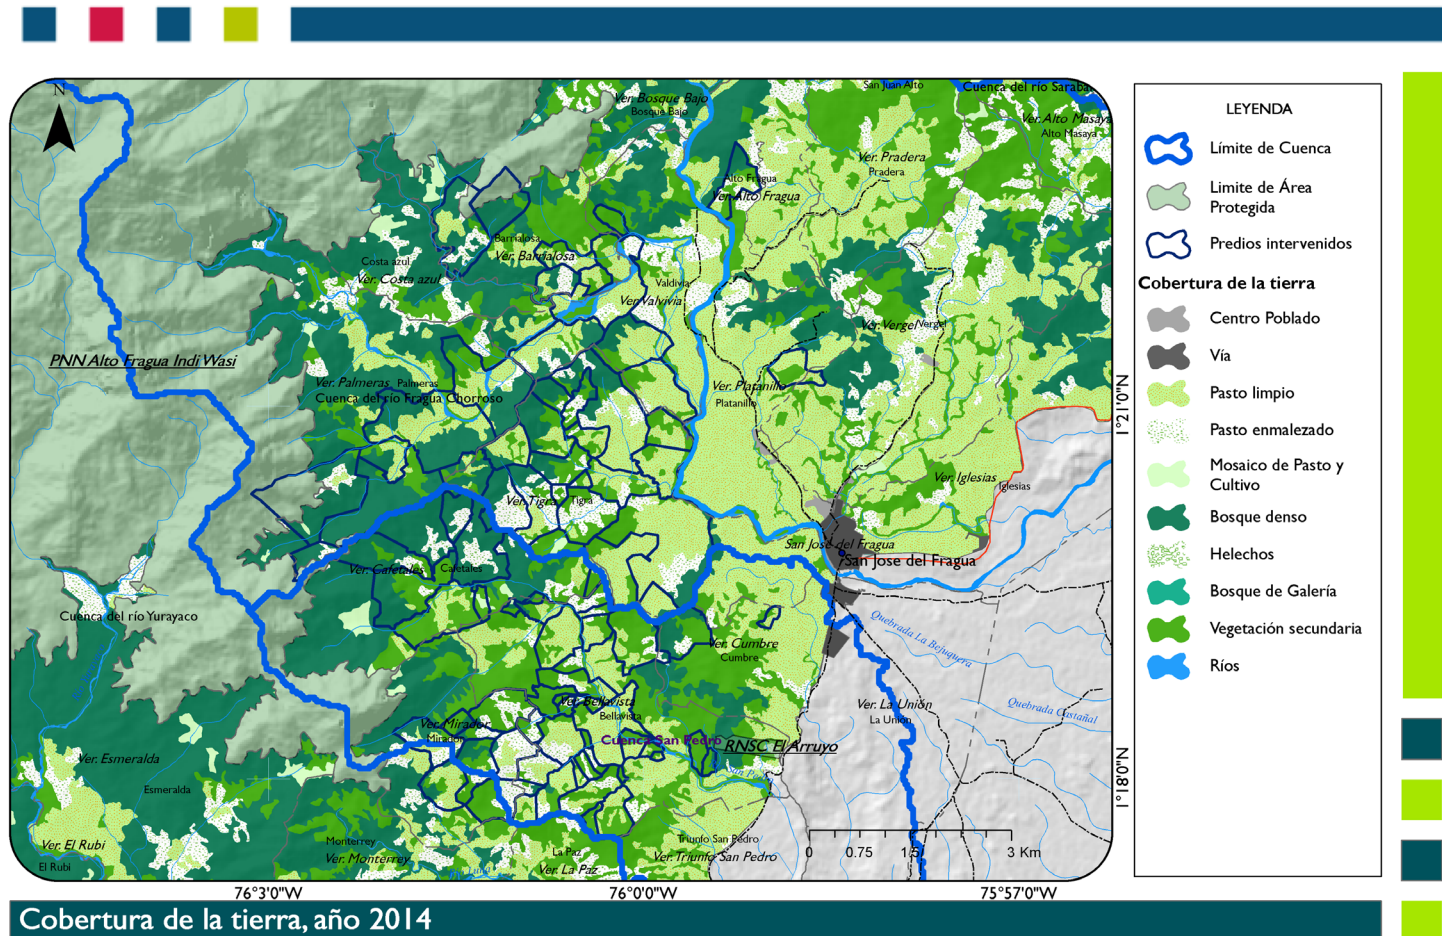 N
Ver. Bosque Bajo
Bosque Bajo
San Juan Alto
Cuenca del río Saraba
Ver. Alto Masaya
Alto Masaya
Ver. Pradera
Pradera
Alto Fragua
Ver. Alto Fragua
Barrialosa
Ver. Barrialosa
Costa azul
Ver. Costa azul
Valdivia
Ver. Valvivia
Ver. Vergel
Vergel
PNN Alto Fragua Indi Wasi
Ver. Palmeras
Palmeras
Cuenca del río Fragua Chorroso
Ver. Platanillo
Platanillo
Ver. Iglesias
Iglesias
Ver. Tigra
Tigra
San José del Fragua
San Jose del Fragua
Ver. Cafetales
Cafetales
Cuenca del río Yurayaco
Quebrada La Bejuquera
Ver. Cumbre
Cumbre
Ver. Bellavista
Bellavista
Ver. La Unión
La Unión
Quebrada Castañal
Ver. Mirador
Mirador
Cuenca San Pedro
RNSC El Arruyo
San Pedro
Ver. Esmeralda
Esmeralda
Ver. El Rubi
El Rubi
Monterrey
Ver. Monterrey
La Paz
Ver. La Paz
Triunfo San Pedro
Ver. Triunfo San Pedro
0 0.75 1.5 3 Km
76°3'0"W 76°0'0"W 75°57'0"W
1°21'0"N
1°18'0"N
LEYENDA
Límite de Cuenca
Limite de Área
Protegida
Predios intervenidos
Cobertura de la tierra
Centro Poblado
Vía
Pasto limpio
Pasto enmalezado
Mosaico de Pasto y
Cultivo
Bosque denso
Helechos
Bosque de Galería
Vegetación secundaria
Ríos
Cobertura de la tierra, año 2014